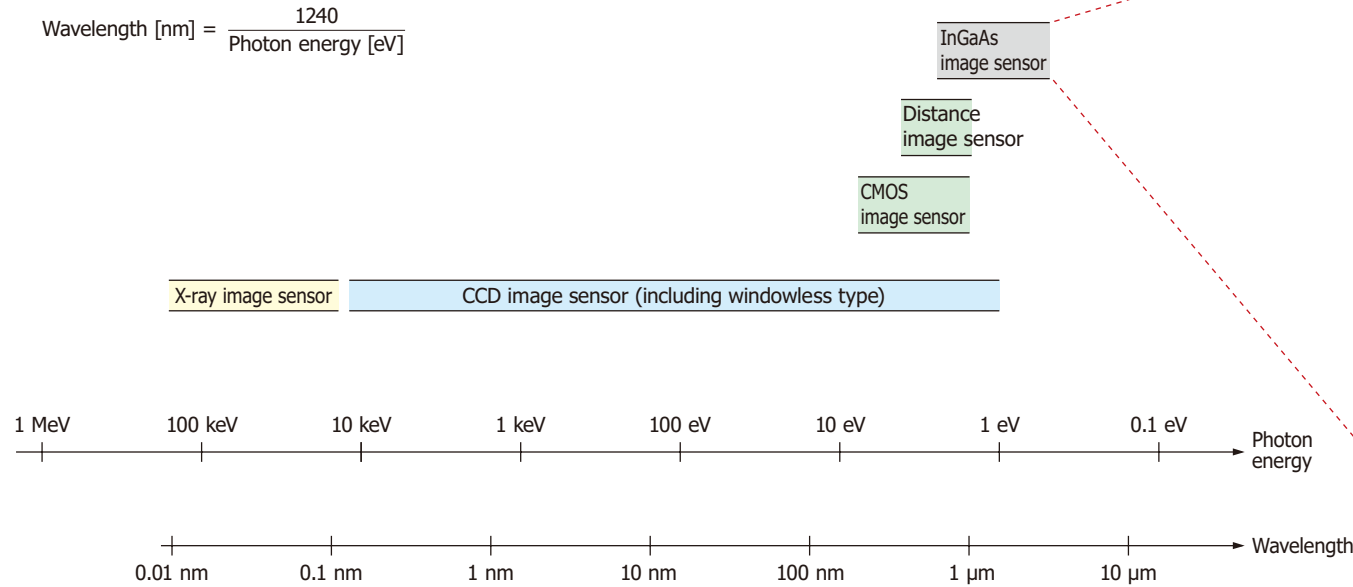 Wavelength [nm] = 1240 / Photon energy [eV]
InGaAs
image sensor
Distance
image sensor
CMOS
image sensor
X-ray image sensor
CCD image sensor (including windowless type)
1 MeV 100 keV 10 keV 1 keV 100 eV 10 eV 1 eV 0.1 eV
Photon
energy
Wavelength
0.01 nm 0.1 nm 1 nm 10 nm 100 nm 1 μm 10 μm